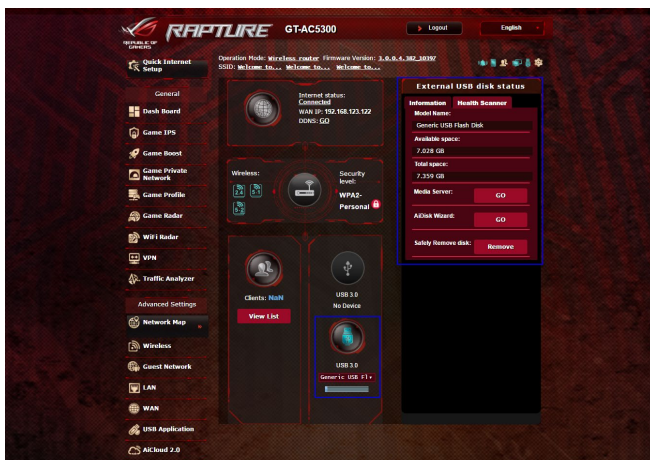 REPUBLIC OF
GAMERS
RAPTURE
GT-AC5300
Logout
English
Quick Internet
Setup
Operation Mode: Wireless router Firmware Version: 3.0.0.4.382_30397
SSID: Welcome to... Welcome to... Welcome to...
General
Dash Board
Game IPS
Game Boost
Game Private
Network
Game Profile
Game Radar
WiFi Radar
VPN
Traffic Analyzer
Advanced Settings
Network Map
Wireless
Guest Network
LAN
WAN
USB Application
AiCloud 2.0
Internet status:
Connected
WAN IP: 192.168.123.122
DDNS: GO
Wireless:
2.4
5-1
5-2
Security
level:
WPA2-
Personal
Clients: NaN
View List
USB 3.0
No Device
USB 3.0
Generic USB Fl
External USB disk status
Information Health Scanner
Model Name:
Generic USB Flash Disk
Available space:
7.028 GB
Total space:
7.359 GB
Media Server: GO
AiDisk Wizard: GO
Safely Remove disk: Remove